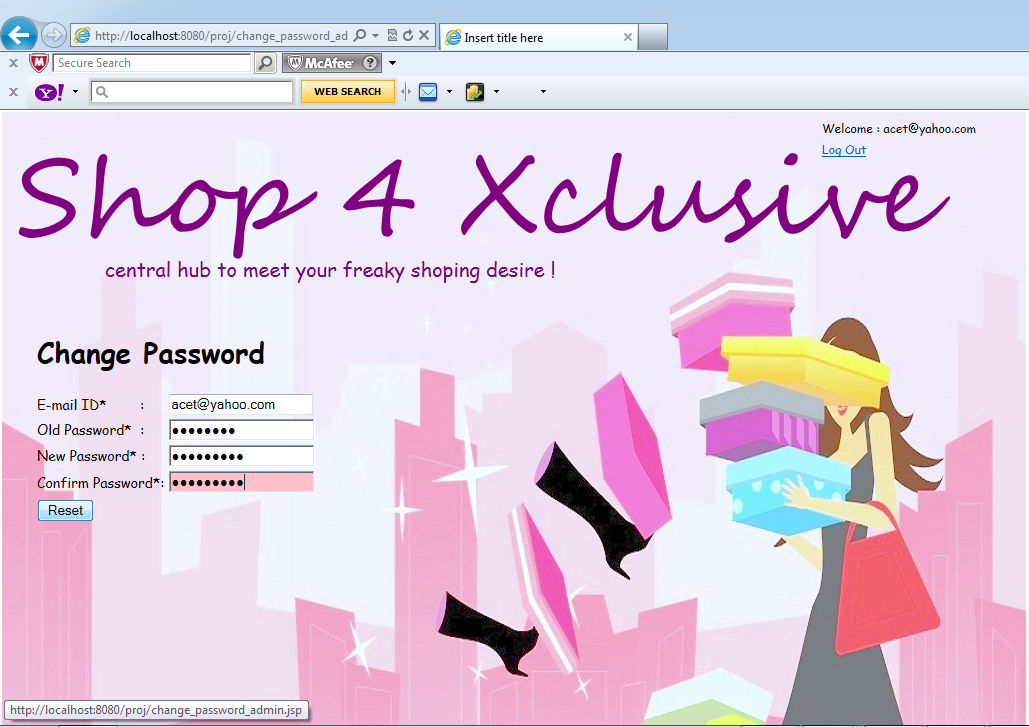 http://localhost:8080/proj/change_password_ad
Insert title here
Secure Search
McAfee ?
Y!
WEB SEARCH
Welcome : acet@yahoo.com
Log Out
Shop 4 Xclusive
central hub to meet your freaky shoping desire !
Change Password
E-mail ID* : acet@yahoo.com
Old Password* : ●●●●●●●●
New Password* : ●●●●●●●●●
Confirm Password*: ●●●●●●●●●
Reset
http://localhost:8080/proj/change_password_admin.jsp